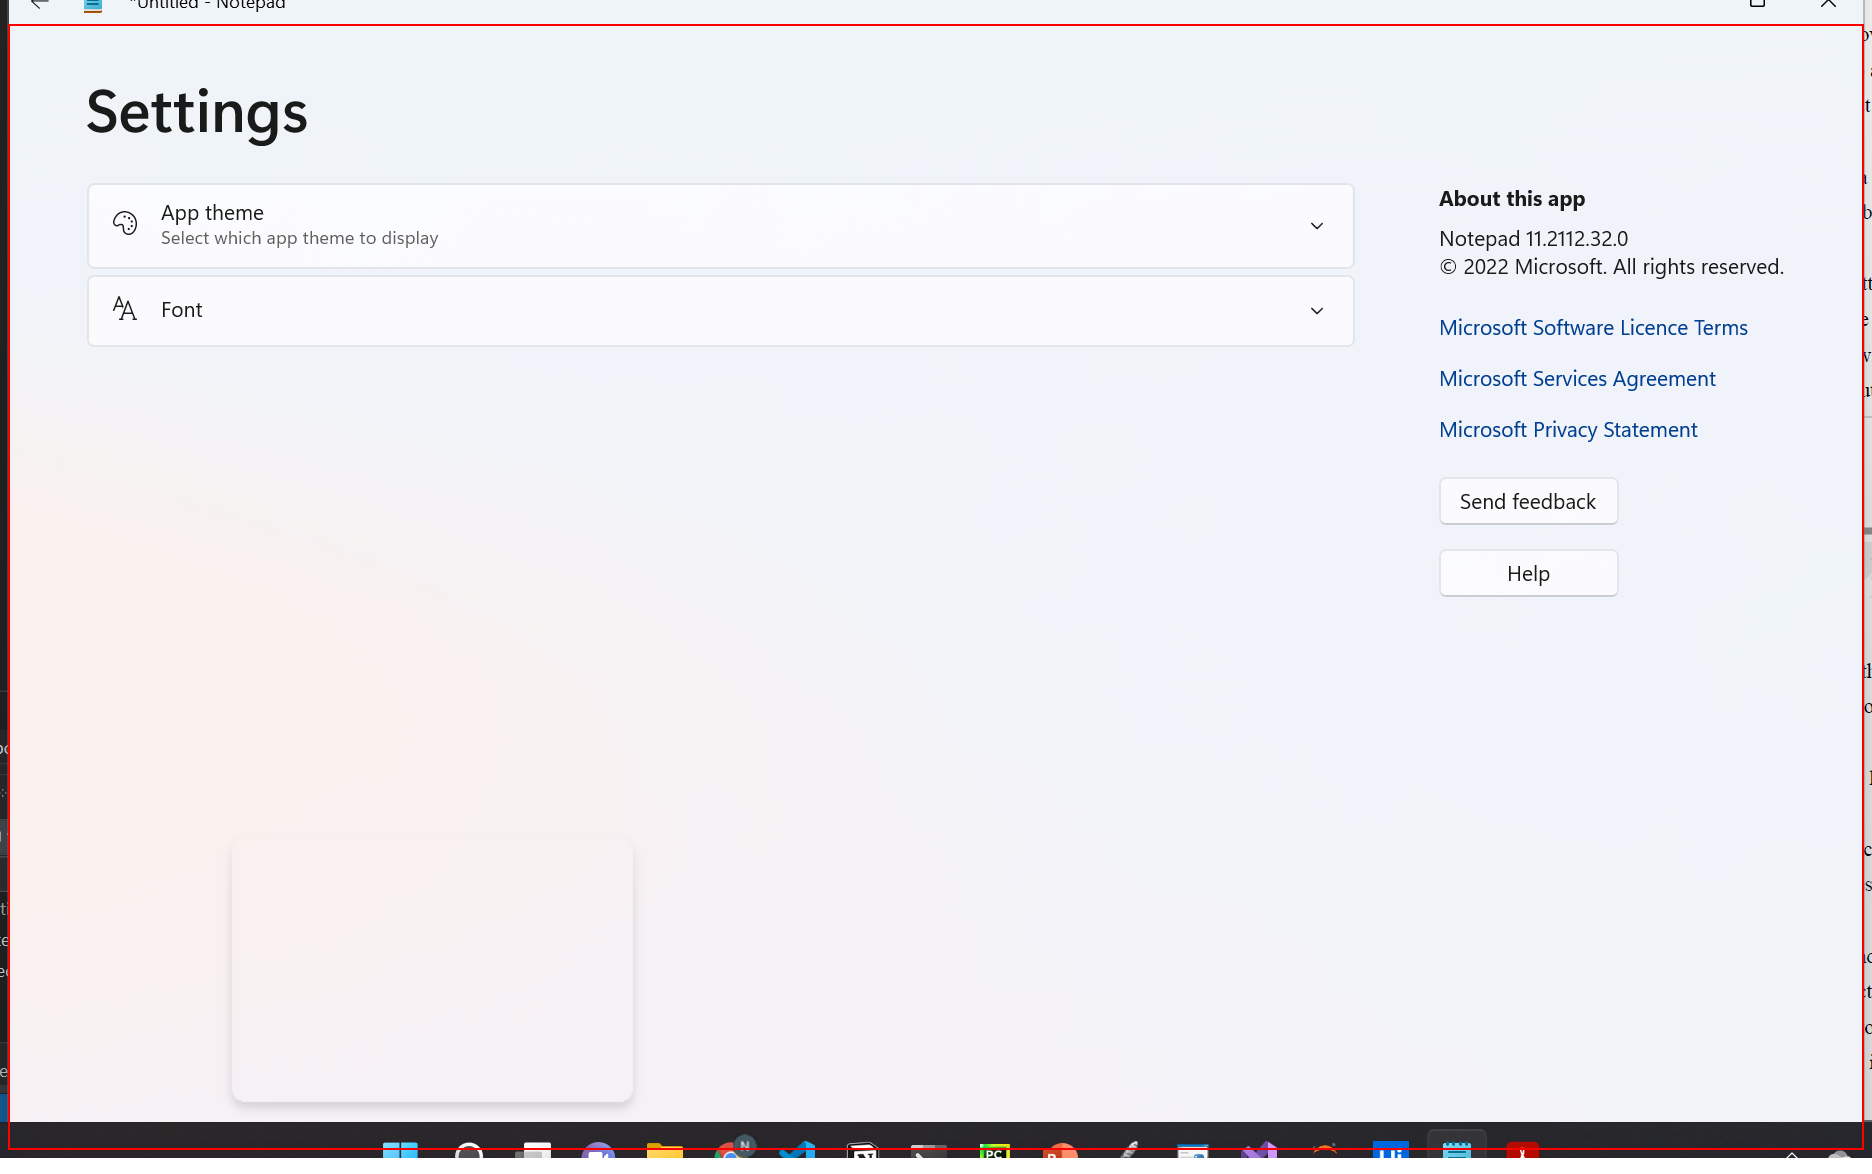 *Untitled - Notepad
Settings
App theme
Select which app theme to display
Font
About this app
Notepad 11.2112.32.0
© 2022 Microsoft. All rights reserved.
Microsoft Software Licence Terms
Microsoft Services Agreement
Microsoft Privacy Statement
Send feedback
Help
N
PC